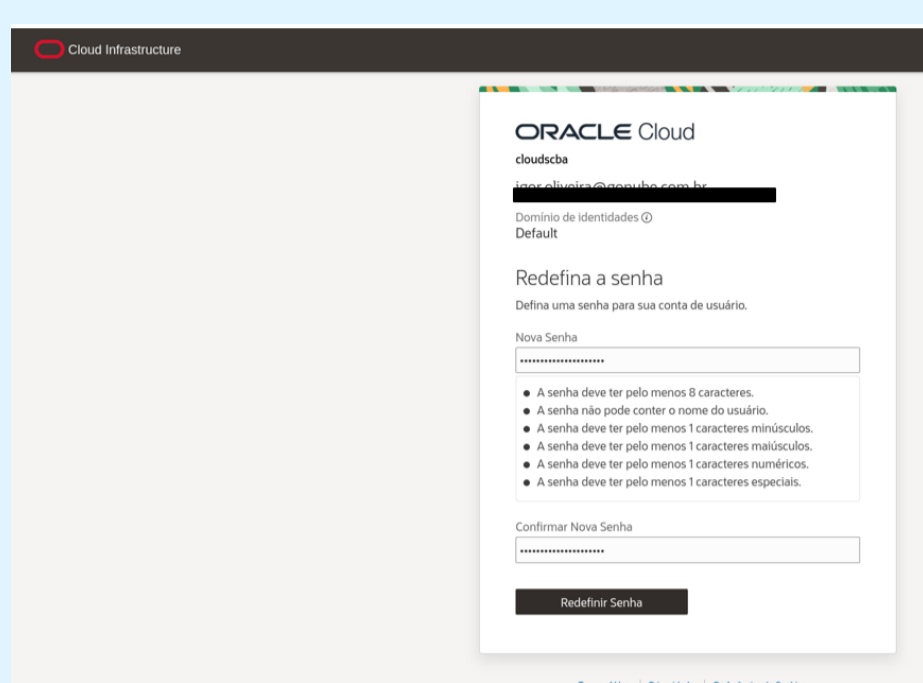 Cloud Infrastructure
ORACLE Cloud
cloudscba
Domínio de identidades
Default
Redefina a senha
Defina uma senha para sua conta de usuário.
Nova Senha
A senha deve ter pelo menos 8 caracteres.
A senha não pode conter o nome do usuário.
A senha deve ter pelo menos 1 caracteres minúsculos.
A senha deve ter pelo menos 1 caracteres maiúsculos.
A senha deve ter pelo menos 1 caracteres numéricos.
A senha deve ter pelo menos 1 caracteres especiais.
Confirmar Nova Senha
Redefinir Senha